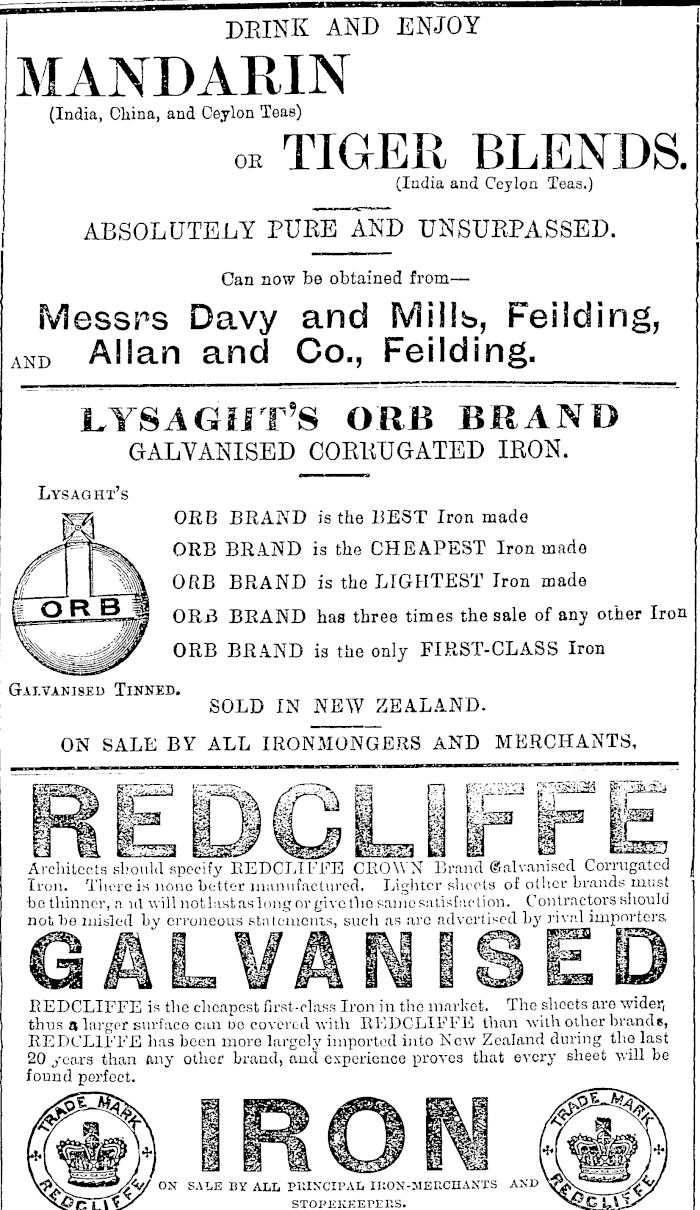 DRINK AND ENJOY
MANDARIN
(India, China, and Ceylon Teas)
OR TIGER BLENDS.
(India and Ceylon Teas.)
ABSOLUTELY PURE AND UNSURPASSED.
Can now be obtained from—
Messrs Davy and Mills, Feilding,
AND Allan and Co., Feilding.
LYSAGHT'S ORB BRAND
GALVANISED CORRUGATED IRON.
LYSAGHT'S
ORB
GALVANISED TINNED.
ORB BRAND is the BEST Iron made
ORB BRAND is the CHEAPEST Iron made
ORB BRAND is the LIGHTEST Iron made
ORB BRAND has three times the sale of any other Iron
ORB BRAND is the only FIRST-CLASS Iron
SOLD IN NEW ZEALAND.
ON SALE BY ALL IRONMONGERS AND MERCHANTS,
REDCLIFFE
Architects should specify REDCLIFFE CROWN Brand Galvanised Corrugated
Iron. There is none better manufactured. Lighter sheets of other brands must
be thinner, and will not last as long or give the same satisfaction. Contractors should
not be misled by erroneous statements, such as are advertised by rival importers,
GALVANISED
REDCLIFFE is the cheapest first-class Iron in the market. The sheets are wider,
thus a larger surface can be covered with REDCLIFFE than with other brands,
REDCLIFFE has been more largely imported into New Zealand during the last
20 years than any other brand, and experience proves that every sheet will be
found perfect.
TRADE MARK
REDCLIFFE
IRON
TRADE MARK
REDCLIFFE
ON SALE BY ALL PRINCIPAL IRON-MERCHANTS AND
STOPEKEEPERS.